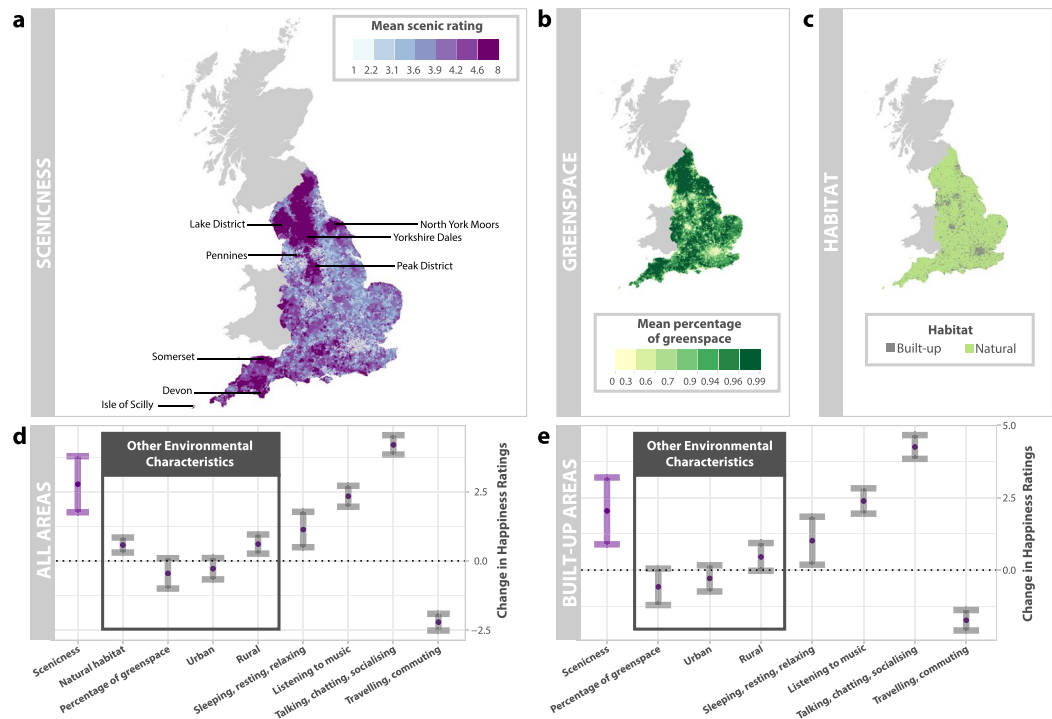 a
SCENICNESS
Mean scenic rating
1 2.2 3.1 3.6 3.9 4.2 4.6 8
Lake District
North York Moors
Yorkshire Dales
Pennines
Peak District
Somerset
Devon
Isle of Scilly
b
GREENSPACE
Mean percentage
of greenspace
0 0.3 0.6 0.7 0.9 0.94 0.96 0.99
c
HABITAT
Habitat
Built-up Natural
d
ALL AREAS
Other Environmental
Characteristics
2.5
0.0
−2.5
Change in Happiness Ratings
Scenicness
Natural habitat
Percentage of greenspace
Urban
Rural
Sleeping, resting, relaxing
Listening to music
Talking, chatting, socialising
Travelling, commuting
e
BUILT-UP AREAS
Other Environmental
Characteristics
5.0
2.5
0.0
Change in Happiness Ratings
Scenicness
Percentage of greenspace
Urban
Rural
Sleeping, resting, relaxing
Listening to music
Talking, chatting, socialising
Travelling, commuting